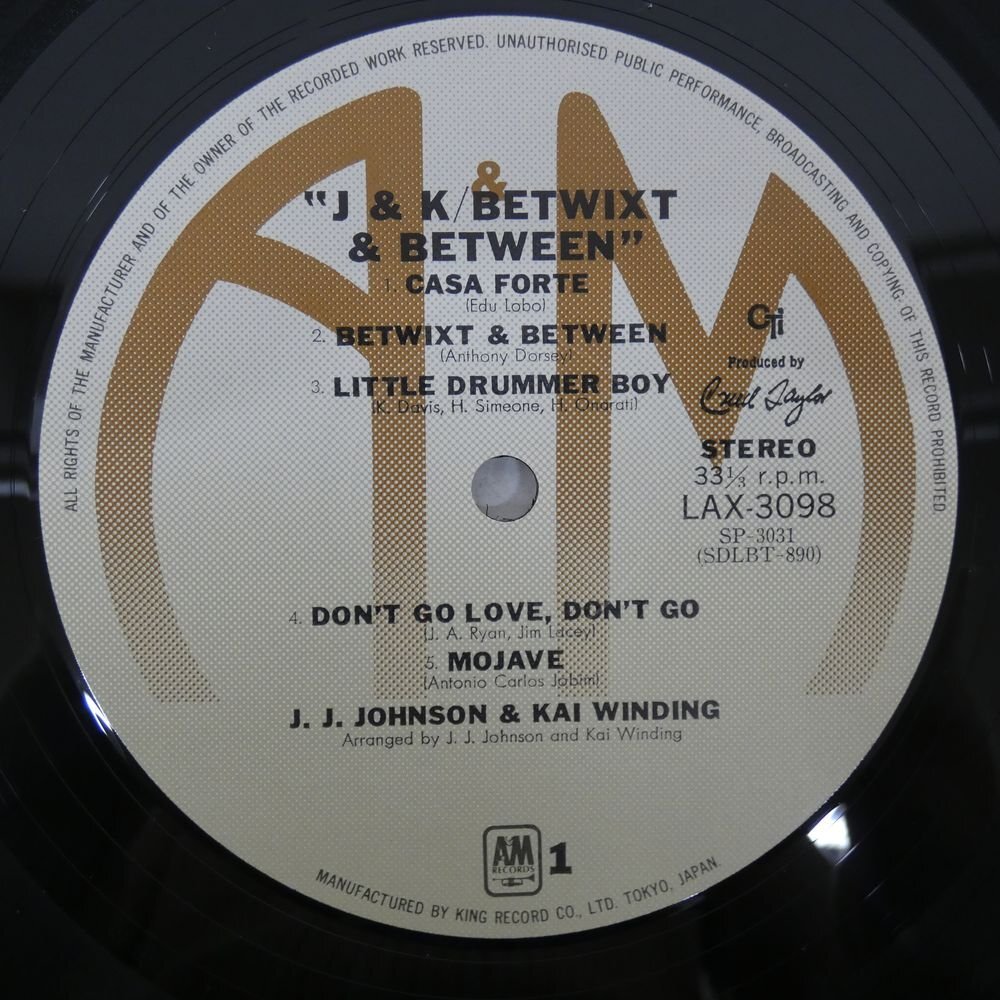 ALL RIGHTS OF THE MANUFACTURER AND OF THE OWNER OF THE RECORDED WORK RESERVED. UNAUTHORISED PUBLIC PERFORMANCE, BROADCASTING AND COPYING OF THIS RECORD PROHIBITED
A&M
"J & K/BETWIXT
& BETWEEN"
1. CASA FORTE
(Edu Lobo)
2. BETWIXT & BETWEEN
(Anthony Dorsey)
3. LITTLE DRUMMER BOY
(K. Davis, H. Simeone, H. Onorati)
CTi
Produced by
Creed Taylor
STEREO
33⅓ r.p.m.
LAX-3098
SP-3031
(SDLBT-890)
4. DON'T GO LOVE, DON'T GO
(J. A. Ryan, Jim Lacey)
5. MOJAVE
(Antonio Carlos Jobim)
J. J. JOHNSON & KAI WINDING
Arranged by J. J. Johnson and Kai Winding
A&M
RECORDS
1
MANUFACTURED BY KING RECORD CO., LTD. TOKYO, JAPAN.